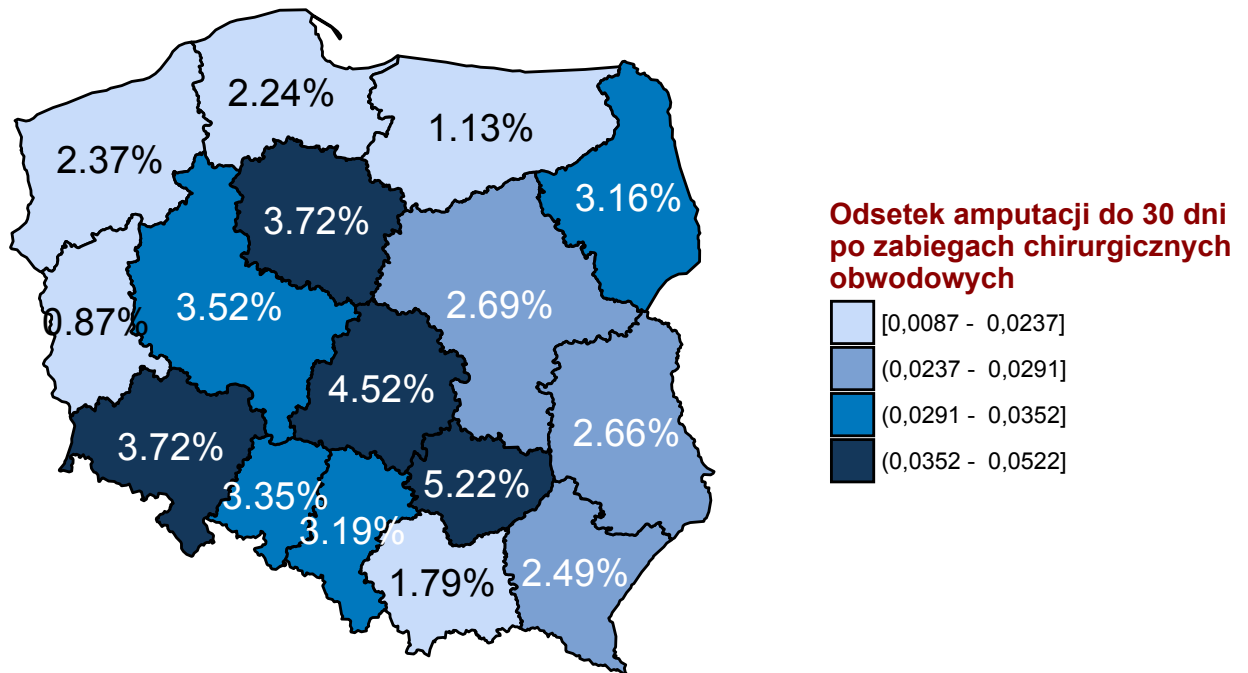 2.24%
1.13%
2.37%
3.16%
3.72%
3.52%
2.69%
0.87%
4.52%
2.66%
3.72%
5.22%
3.35%
3.19%
2.49%
1.79%
Odsetek amputacji do 30 dni
po zabiegach chirurgicznych
obwodowych
[0,0087 - 0,0237]
(0,0237 - 0,0291]
(0,0291 - 0,0352]
(0,0352 - 0,0522]